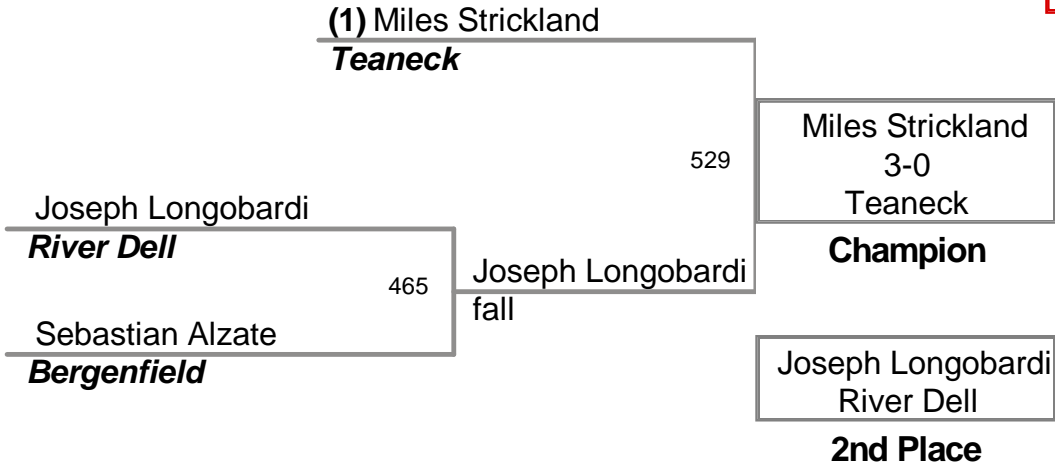 (1) Miles Strickland
Teaneck
529
Miles Strickland
3-0
Teaneck
Champion
Joseph Longobardi
River Dell
465
Joseph Longobardi
fall
Sebastian Alzate
Bergenfield
Joseph Longobardi
River Dell
2nd Place